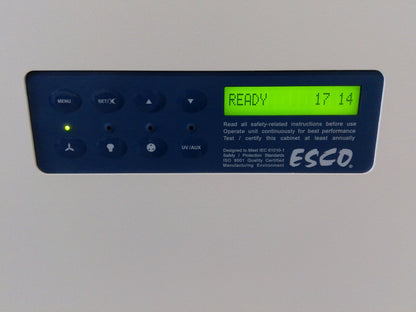 MENU SET/X
READY 17 14
Read all safety-related instructions before use
Operate unit continuously for best performance
Test / certify this cabinet at least annually
UV/AUX
Designed to Meet IEC 61010-1
Safety / Protection Standards
ISO 9001 Quality Certified
Manufacturing Environment
ESCO®